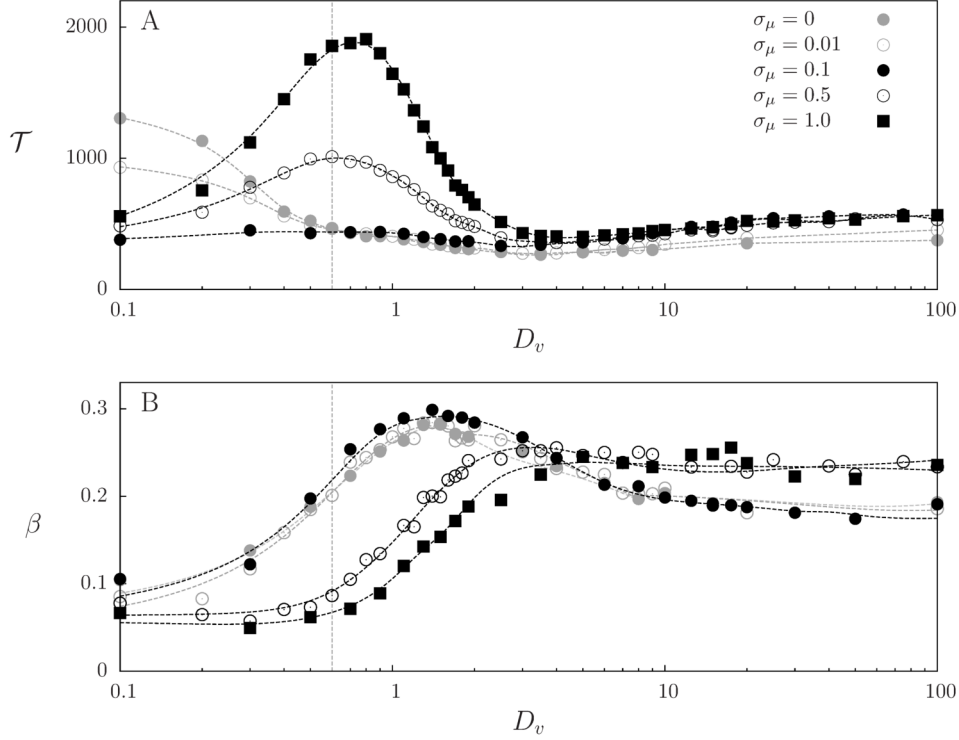 A
2000
1000
0
𝒯
σ_μ = 0
σ_μ = 0.01
σ_μ = 0.1
σ_μ = 0.5
σ_μ = 1.0
0.1 1 10 100
D_v
B
0.3
0.2
0.1
0
β
0.1 1 10 100
D_v